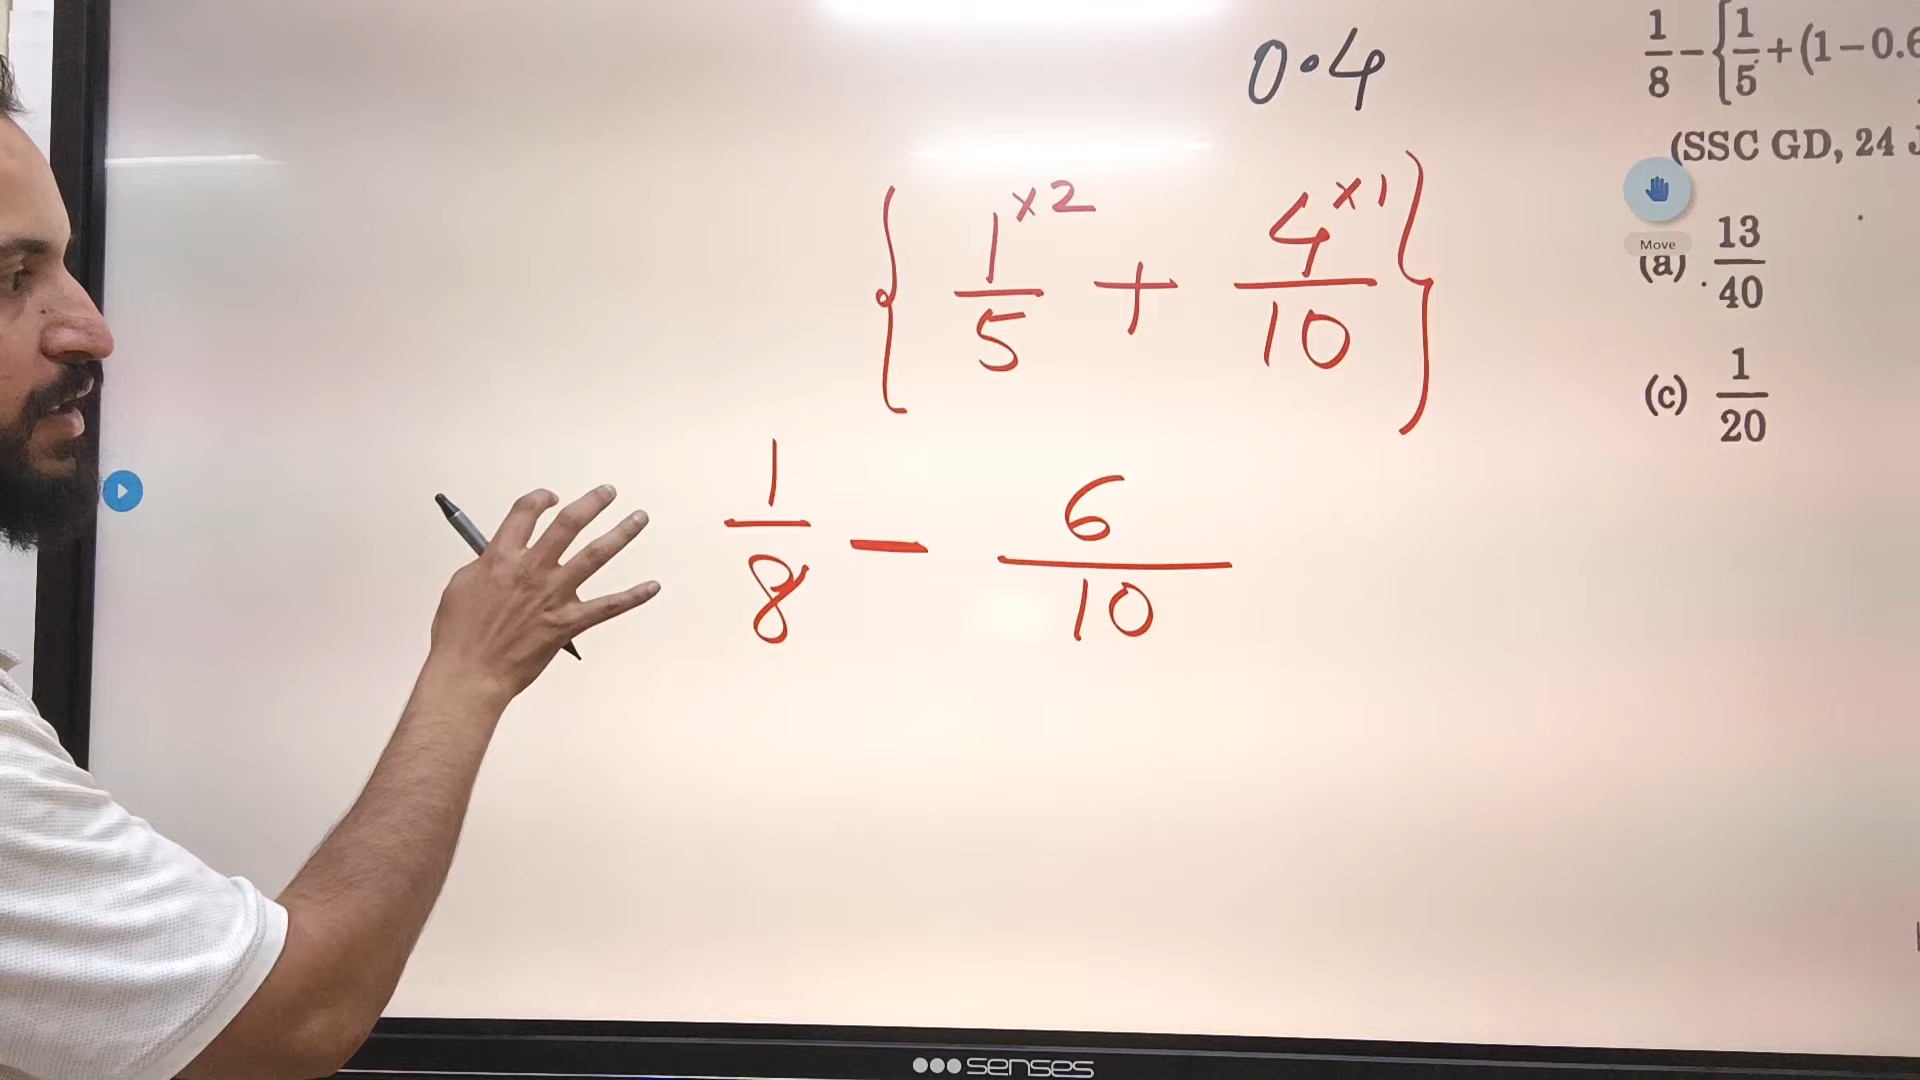 0.4
1/8 - {1/5 + (1-0.6
(SSC GD, 24 J
{ 1×2/5 + 4×1/10 }
Move
(a) 13/40
(c) 1/20
1/8 - 6/10
senses